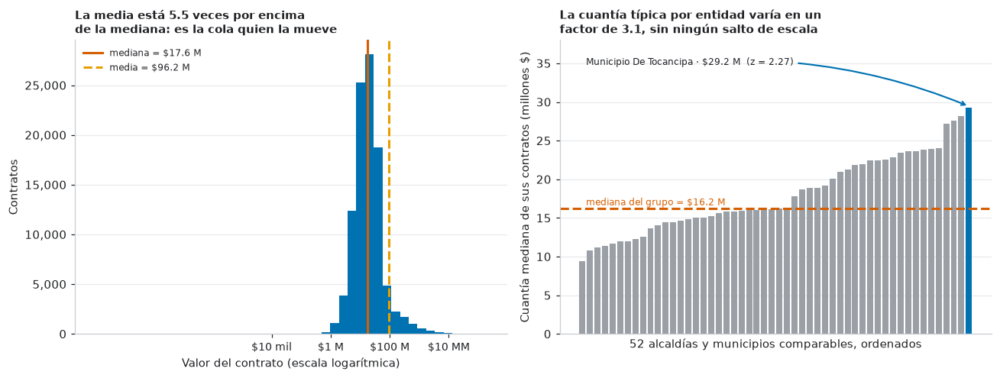 La media está 5.5 veces por encima
de la mediana: es la cola quien la mueve
mediana = $17.6 M
media = $96.2 M
Contratos
25,000
20,000
15,000
10,000
5,000
0
$10 mil
$1 M
$100 M
$10 MM
Valor del contrato (escala logarítmica)
La cuantía típica por entidad varía en un
factor de 3.1, sin ningún salto de escala
Municipio De Tocancipa · $29.2 M (z = 2.27)
mediana del grupo = $16.2 M
Cuantía mediana de sus contratos (millones $)
35
30
25
20
15
10
5
0
52 alcaldías y municipios comparables, ordenados